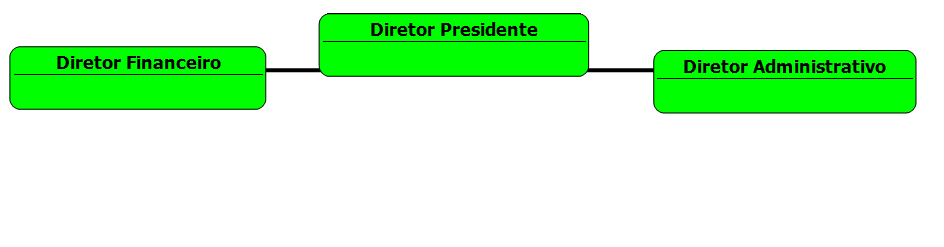 Diretor Presidente
Diretor Financeiro
Diretor Administrativo